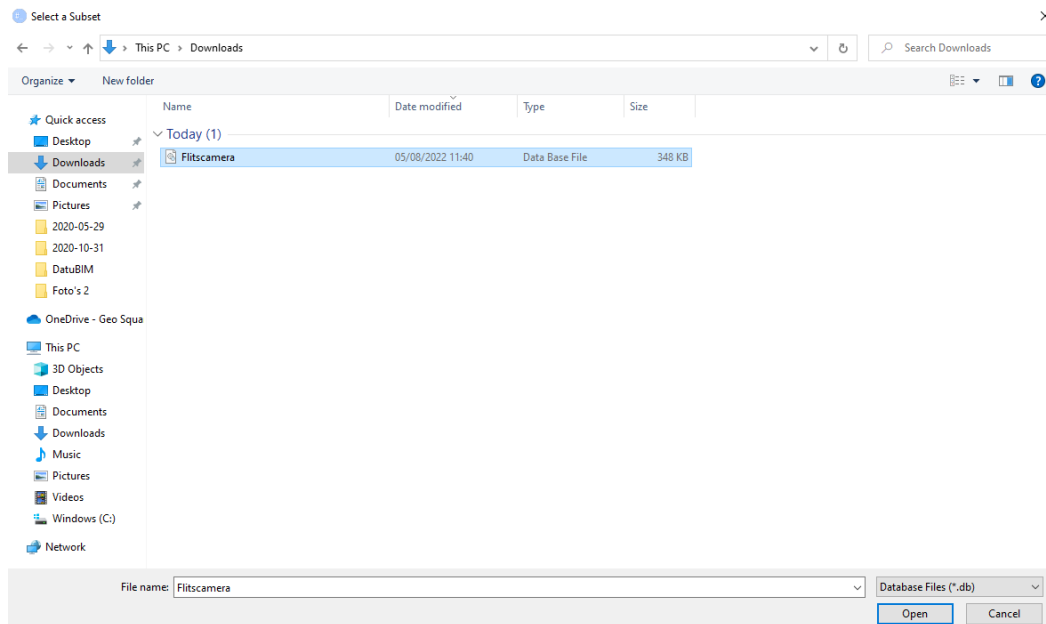 Select a Subset
This PC > Downloads
Search Downloads
Organize
New folder
Name Date modified Type Size
Quick access
Desktop
Downloads
Documents
Pictures
2020-05-29
2020-10-31
DatuBIM
Foto's 2
OneDrive - Geo Squa
This PC
3D Objects
Desktop
Documents
Downloads
Music
Pictures
Videos
Windows (C:)
Network
Today (1)
Flitscamera 05/08/2022 11:40 Data Base File 348 KB
File name: Flitscamera Database Files (*.db)
Open Cancel